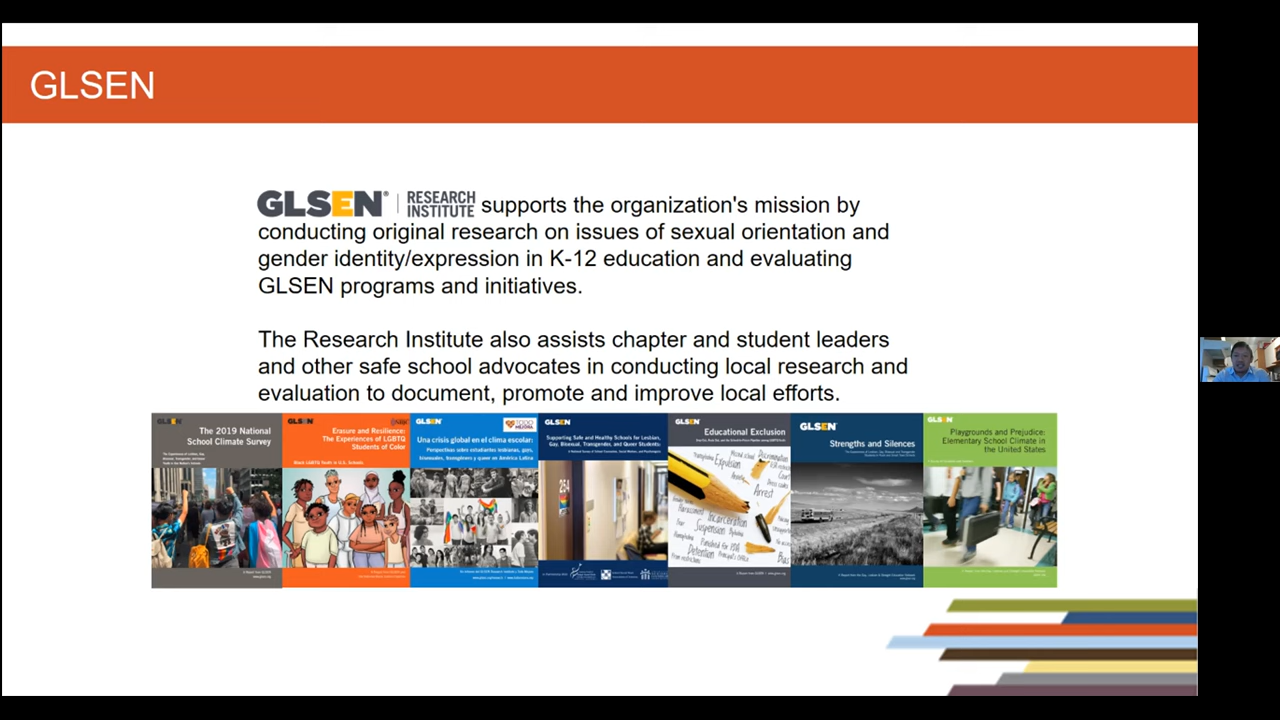 GLSEN
GLSEN® | RESEARCH INSTITUTE supports the organization's mission by
conducting original research on issues of sexual orientation and
gender identity/expression in K-12 education and evaluating
GLSEN programs and initiatives.
The Research Institute also assists chapter and student leaders
and other safe school advocates in conducting local research and
evaluation to document, promote and improve local efforts.
GLSEN
The 2019 National
School Climate Survey
Erasure and Resilience:
The Experiences of LGBTQ
Students of Color
Black LGBTQ Youth in U.S. Schools
GLSEN
Una crisis global en el clima escolar:
GLSEN
Supporting Safe and Healthy Schools for Lesbian,
Gay, Bisexual, Transgender, and Queer Students:
264
GLSEN
Educational Exclusion
Expulsion
Arrest
Harassment
Incarceration
Suspension
Detention
GLSEN
Strengths and Silences
GLSEN
Playgrounds and Prejudice:
Elementary School Climate in
the United States